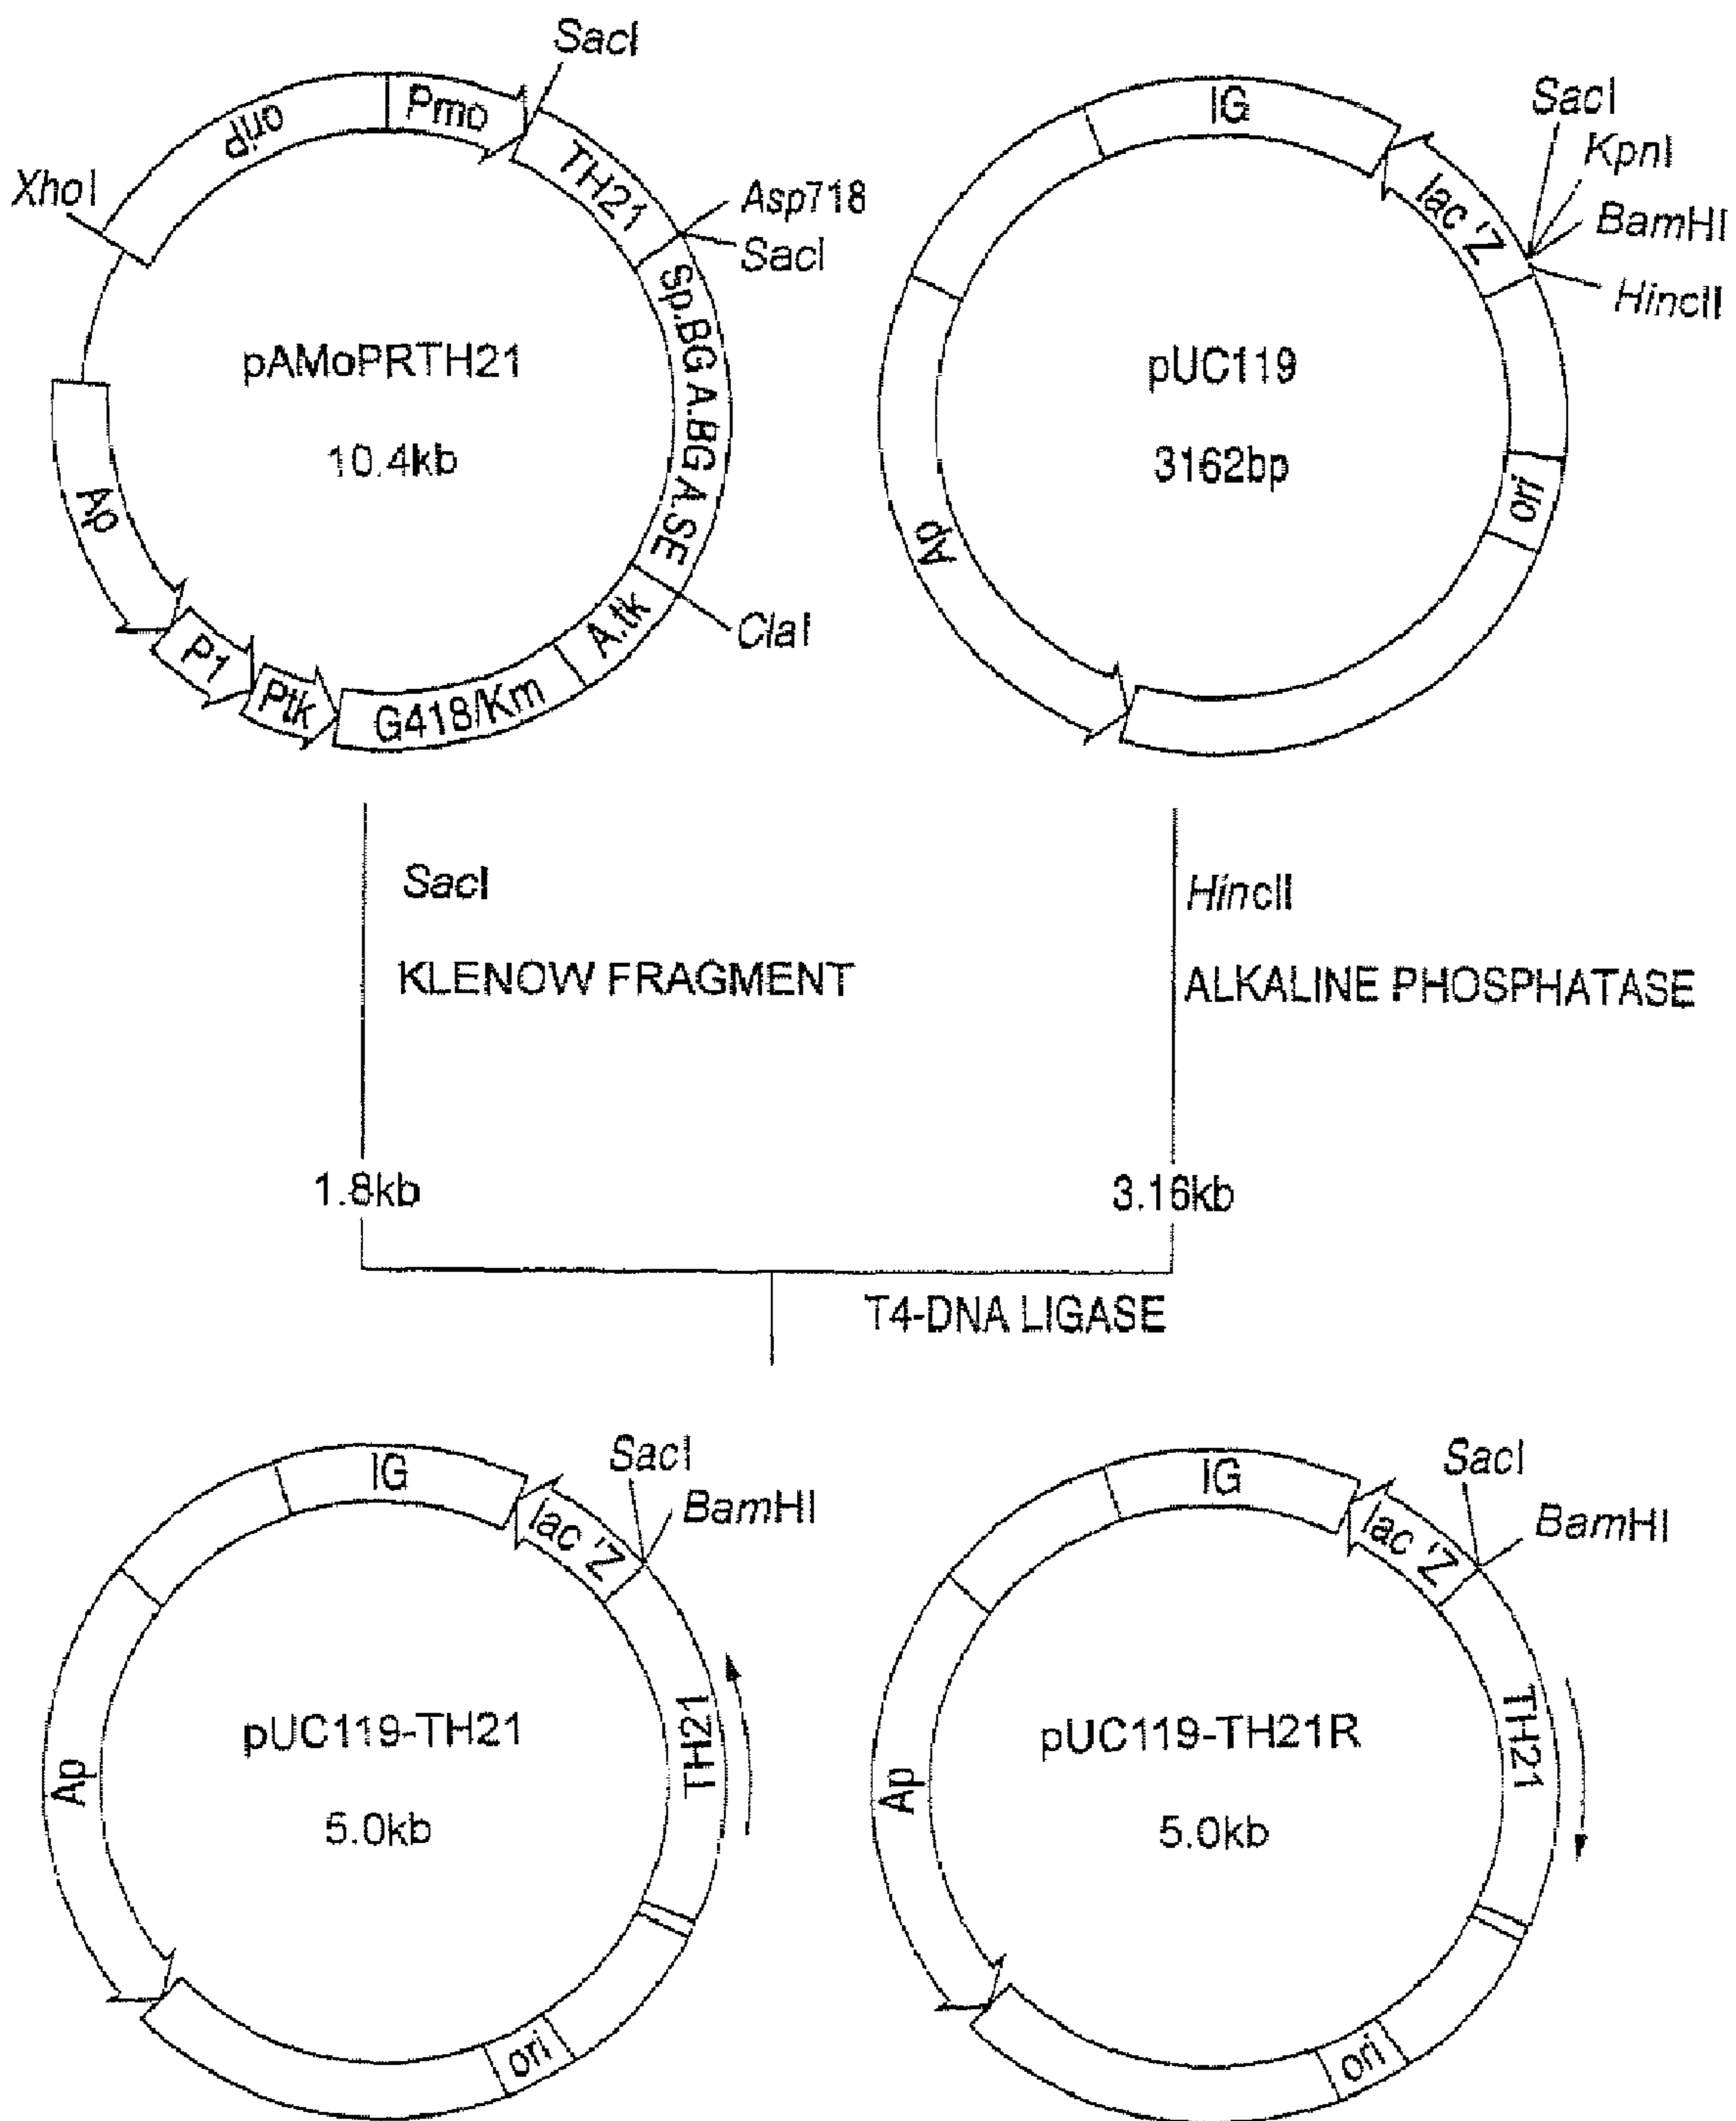 SacI
oriP
Pmo
TH21
XhoI
Asp718
SacI
Sp.BG A.BG A.SE
pAMoPRTH21
10.4kb
Ap
P1
Ptk
G418/Km
A.tk
ClaI
IG
SacI
KpnI
BamHI
HincII
lac 'Z
pUC119
3162bp
ori
Ap
SacI
KLENOW FRAGMENT
HincII
ALKALINE PHOSPHATASE
1.8kb
3.16kb
T4-DNA LIGASE
IG
lac 'Z
SacI
BamHI
TH21
pUC119-TH21
5.0kb
Ap
ori
IG
lac 'Z
SacI
BamHI
TH21
pUC119-TH21R
5.0kb
Ap
ori